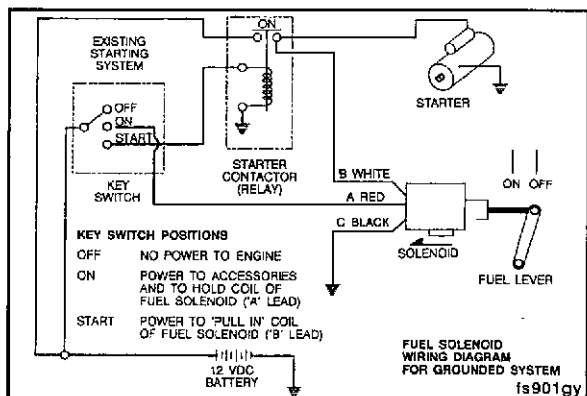 ON
EXISTING
STARTING
SYSTEM
OFF
ON
START
KEY
SWITCH
STARTER
CONTACTOR
(RELAY)
STARTER
B WHITE
A RED
C BLACK
ON OFF
SOLENOID
FUEL LEVER
KEY SWITCH POSITIONS
OFF NO POWER TO ENGINE
ON POWER TO ACCESSORIES
AND TO HOLD COIL OF
FUEL SOLENOID ('A' LEAD)
START POWER TO 'PULL IN' COIL
OF FUEL SOLENOID ('B' LEAD)
12 VDC
BATTERY
FUEL SOLENOID
WIRING DIAGRAM
FOR GROUNDED SYSTEM
fs901gy